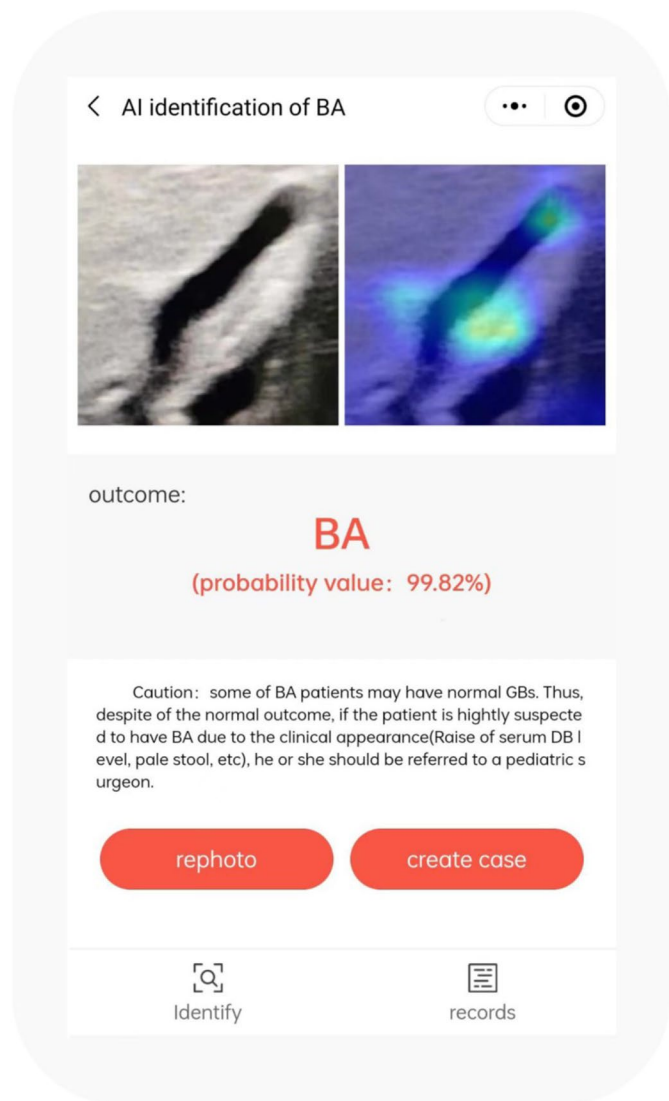 AI identification of BA
outcome:
BA
(probability value：99.82%)
Caution：some of BA patients may have normal GBs. Thus,
despite of the normal outcome, if the patient is hightly suspecte
d to have BA due to the clinical appearance(Raise of serum DB l
evel, pale stool, etc), he or she should be referred to a pediatric s
urgeon.
rephoto
create case
Identify
records